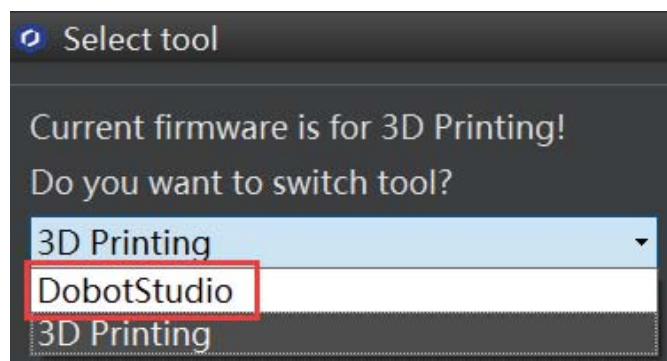 Select tool
Current firmware is for 3D Printing!
Do you want to switch tool?
3D Printing
DobotStudio
3D Printing